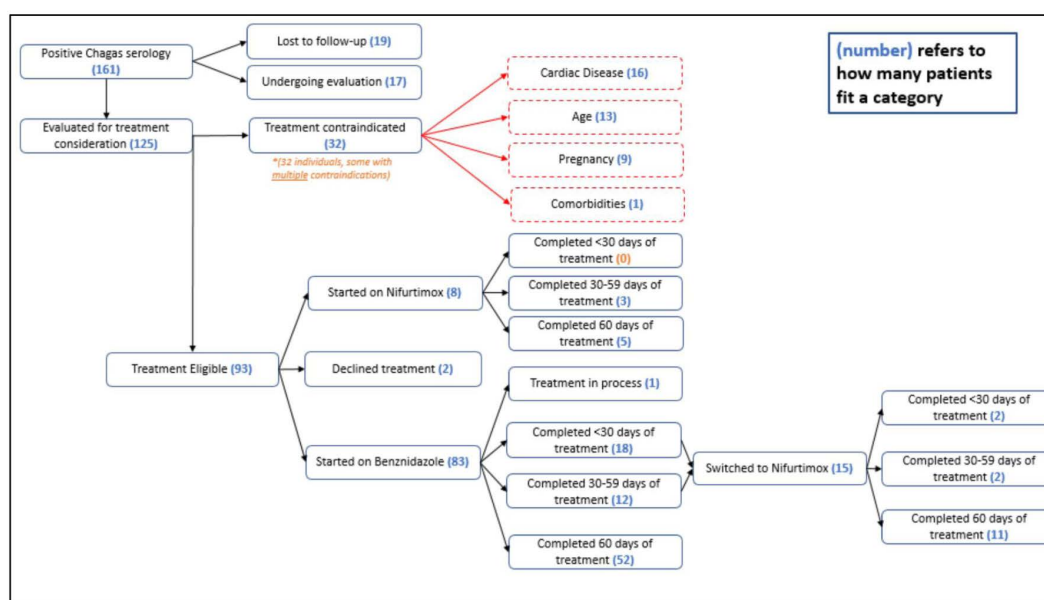 Positive Chagas serology
(161)
Lost to follow-up (19)
Undergoing evaluation (17)
(number) refers to
how many patients
fit a category
Evaluated for treatment
consideration (125)
Treatment contraindicated
(32)
*(32 individuals, some with
multiple contraindications)
Cardiac Disease (16)
Age (13)
Pregnancy (9)
Comorbidities (1)
Treatment Eligible (93)
Started on Nifurtimox (8)
Completed <30 days of
treatment (0)
Completed 30-59 days of
treatment (3)
Completed 60 days of
treatment (5)
Declined treatment (2)
Started on Benznidazole (83)
Treatment in process (1)
Completed <30 days of
treatment (18)
Completed 30-59 days of
treatment (12)
Completed 60 days of
treatment (52)
Switched to Nifurtimox (15)
Completed <30 days of
treatment (2)
Completed 30-59 days of
treatment (2)
Completed 60 days of
treatment (11)